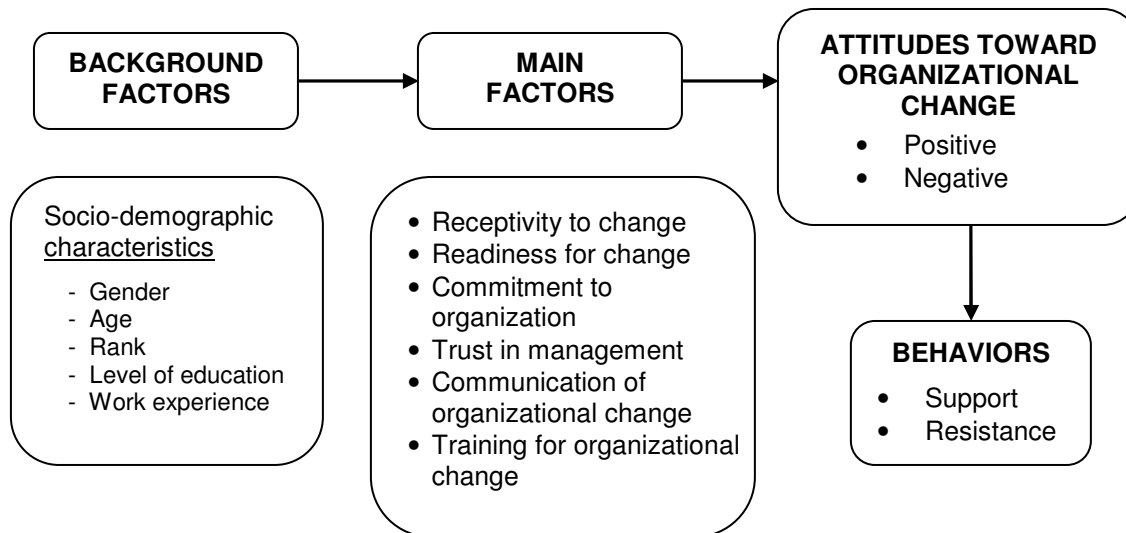 BACKGROUND
FACTORS
MAIN
FACTORS
ATTITUDES TOWARD
ORGANIZATIONAL
CHANGE
• Positive
• Negative
Socio-demographic
characteristics
- Gender
- Age
- Rank
- Level of education
- Work experience
• Receptivity to change
• Readiness for change
• Commitment to
organization
• Trust in management
• Communication of
organizational change
• Training for organizational
change
BEHAVIORS
• Support
• Resistance